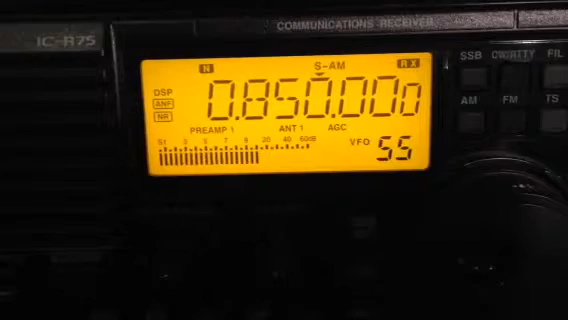 COMMUNICATIONS RECEIVER
IC-R75
N S-AM RX
DSP
ANF
NR
0.850.000
PREAMP 1 ANT 1 AGC
S1 3 5 7 9 20 40 60dB
VFO 55
SSB CW/RTTY FIL
AM FM TS